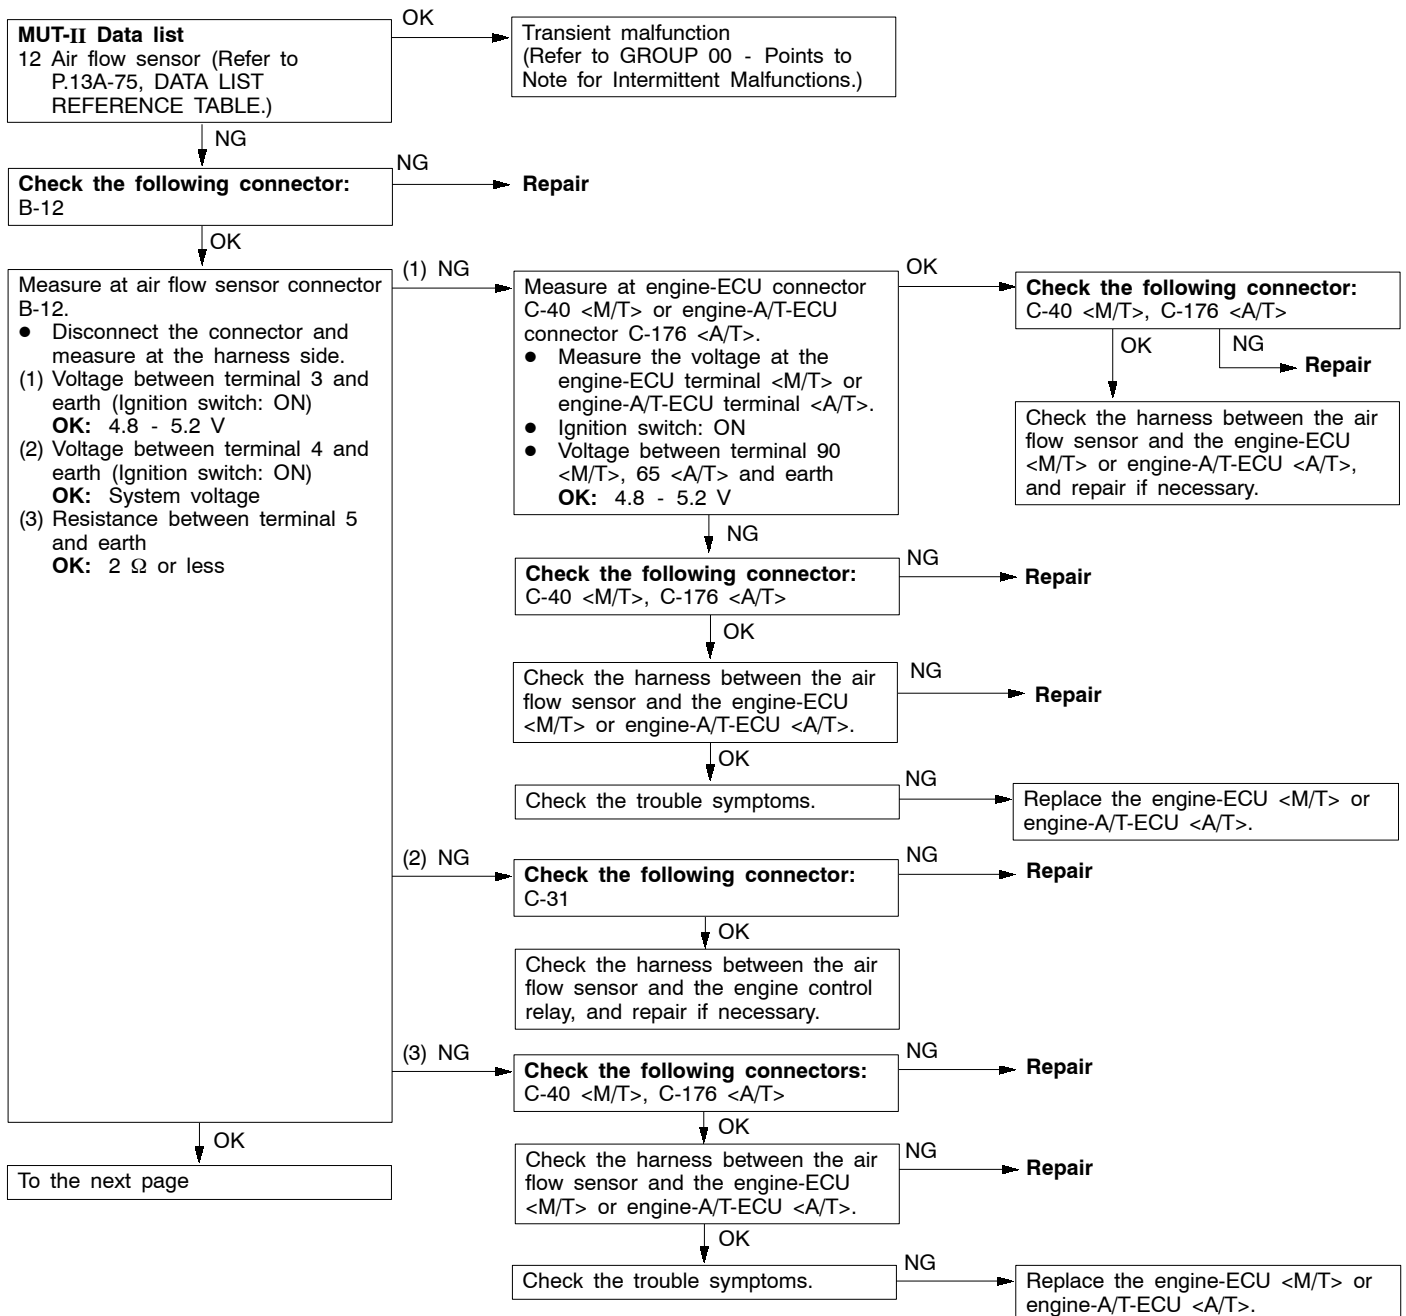 MUT-II Data list
12 Air flow sensor (Refer to
P.13A-75, DATA LIST
REFERENCE TABLE.)
OK
Transient malfunction
(Refer to GROUP 00 - Points to
Note for Intermittent Malfunctions.)
NG
Check the following connector:
B-12
NG
Repair
OK
Measure at air flow sensor connector
B-12.
● Disconnect the connector and
measure at the harness side.
(1) Voltage between terminal 3 and
earth (Ignition switch: ON)
OK: 4.8 - 5.2 V
(2) Voltage between terminal 4 and
earth (Ignition switch: ON)
OK: System voltage
(3) Resistance between terminal 5
and earth
OK: 2 Ω or less
(1) NG
Measure at engine-ECU connector
C-40 <M/T> or engine-A/T-ECU
connector C-176 <A/T>.
● Measure the voltage at the
engine-ECU terminal <M/T> or
engine-A/T-ECU terminal <A/T>.
● Ignition switch: ON
● Voltage between terminal 90
<M/T>, 65 <A/T> and earth
OK: 4.8 - 5.2 V
OK
Check the following connector:
C-40 <M/T>, C-176 <A/T>
OK
NG
Repair
Check the harness between the air
flow sensor and the engine-ECU
<M/T> or engine-A/T-ECU <A/T>,
and repair if necessary.
NG
Check the following connector:
C-40 <M/T>, C-176 <A/T>
NG
Repair
OK
Check the harness between the air
flow sensor and the engine-ECU
<M/T> or engine-A/T-ECU <A/T>.
NG
Repair
OK
Check the trouble symptoms.
NG
Replace the engine-ECU <M/T> or
engine-A/T-ECU <A/T>.
(2) NG
Check the following connector:
C-31
NG
Repair
OK
Check the harness between the air
flow sensor and the engine control
relay, and repair if necessary.
(3) NG
Check the following connectors:
C-40 <M/T>, C-176 <A/T>
NG
Repair
OK
Check the harness between the air
flow sensor and the engine-ECU
<M/T> or engine-A/T-ECU <A/T>.
NG
Repair
OK
Check the trouble symptoms.
NG
Replace the engine-ECU <M/T> or
engine-A/T-ECU <A/T>.
OK
To the next page